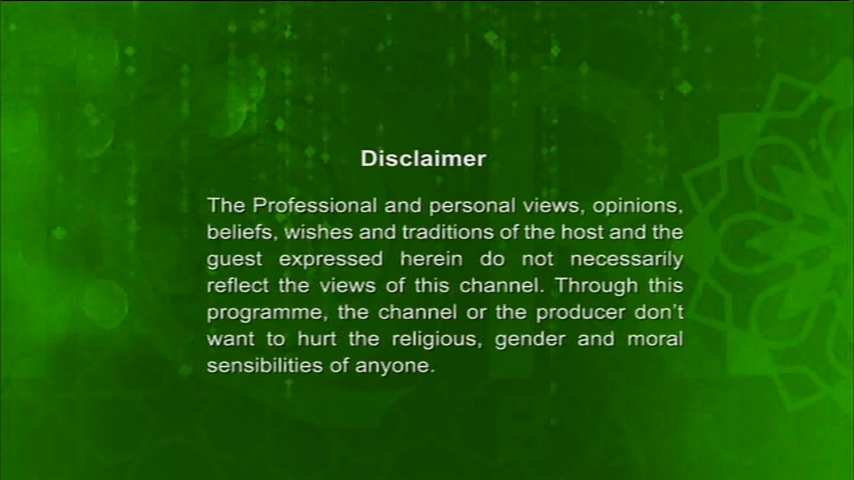 Disclaimer
The Professional and personal views, opinions,
beliefs, wishes and traditions of the host and the
guest expressed herein do not necessarily
reflect the views of this channel. Through this
programme, the channel or the producer don't
want to hurt the religious, gender and moral
sensibilities of anyone.